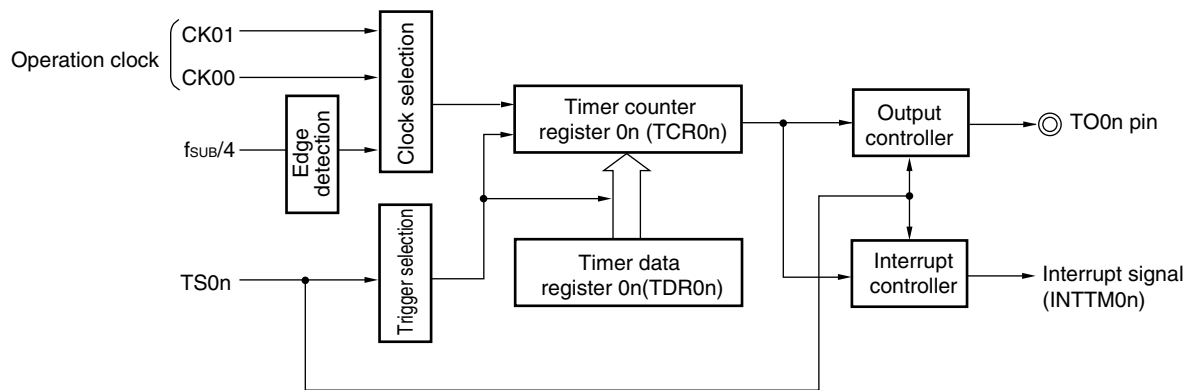 Operation clock
CK01
CK00
fSUB/4
Edge
detection
Clock selection
Timer counter
register 0n (TCR0n)
Output
controller
TO0n pin
TS0n
Trigger selection
Timer data
register 0n(TDR0n)
Interrupt
controller
Interrupt signal
(INTTM0n)